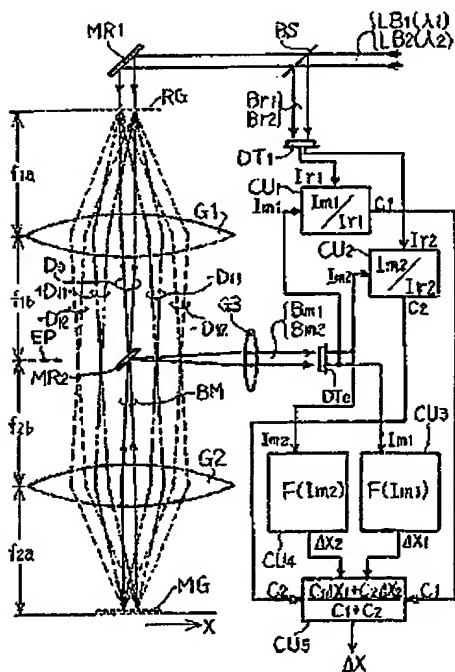 MR1
BS
LB1(λ1)
LB2(λ2)
RG
Br1
Br2
DT1
Ir1
CU1
Im1
Im1/Ir1
C1
Ir2
CU2
Im2
Im2/Ir2
C2
f1a
G1
D0
+D11
-D11
+D12
-D12
f1b
G3
Bm1
Bm2
EP
MR2
BM
DT2
CU3
Im2
Im1
f2b
G2
F(Im2)
F(Im1)
CU4
ΔX2
ΔX1
f2a
MG
C2
C1ΔX1+C2ΔX2
C1+C2
C1
X
CU5
ΔX